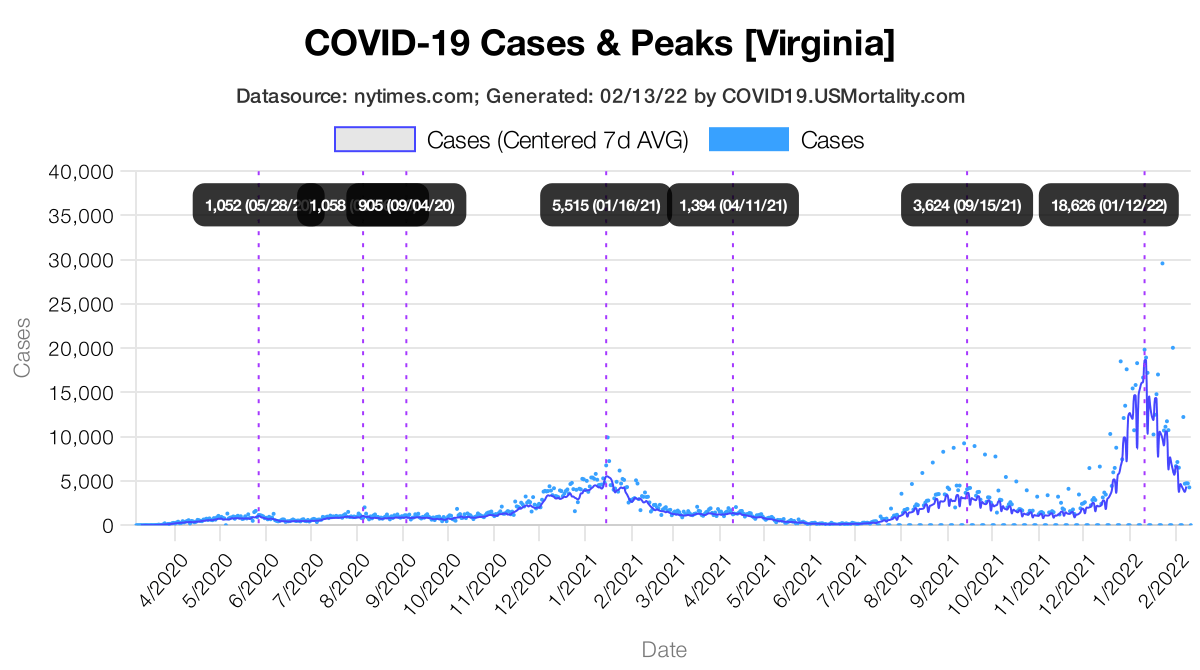 COVID-19 Cases & Peaks [Virginia]
Datasource: nytimes.com; Generated: 02/13/22 by COVID19.USMortality.com
Cases (Centered 7d AVG) Cases
40,000
1,052 (05/28/ 1,058 905 (09/04/20) 5,515 (01/16/21) 1,394 (04/11/21) 3,624 (09/15/21) 18,626 (01/12/22)
35,000
30,000
25,000
20,000
15,000
10,000
5,000
0
Cases
4/2020 5/2020 6/2020 7/2020 8/2020 9/2020 10/2020 11/2020 12/2020 1/2021 2/2021 3/2021 4/2021 5/2021 6/2021 7/2021 8/2021 9/2021 10/2021 11/2021 12/2021 1/2022 2/2022
Date